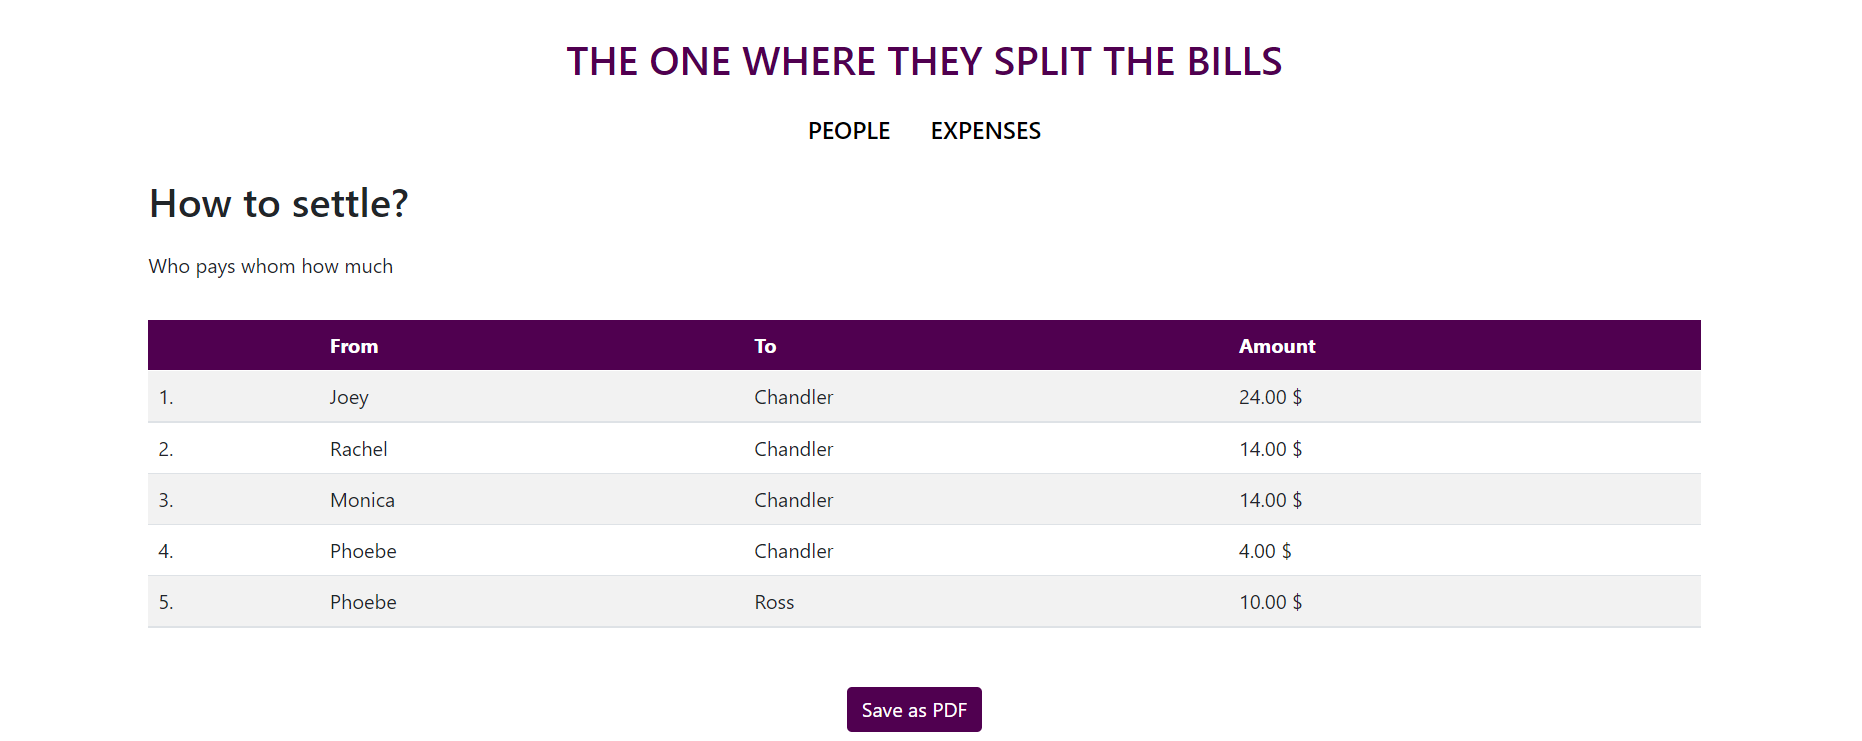 THE ONE WHERE THEY SPLIT THE BILLS
PEOPLE EXPENSES
How to settle?
Who pays whom how much
From To Amount
1. Joey Chandler 24.00 $
2. Rachel Chandler 14.00 $
3. Monica Chandler 14.00 $
4. Phoebe Chandler 4.00 $
5. Phoebe Ross 10.00 $
Save as PDF